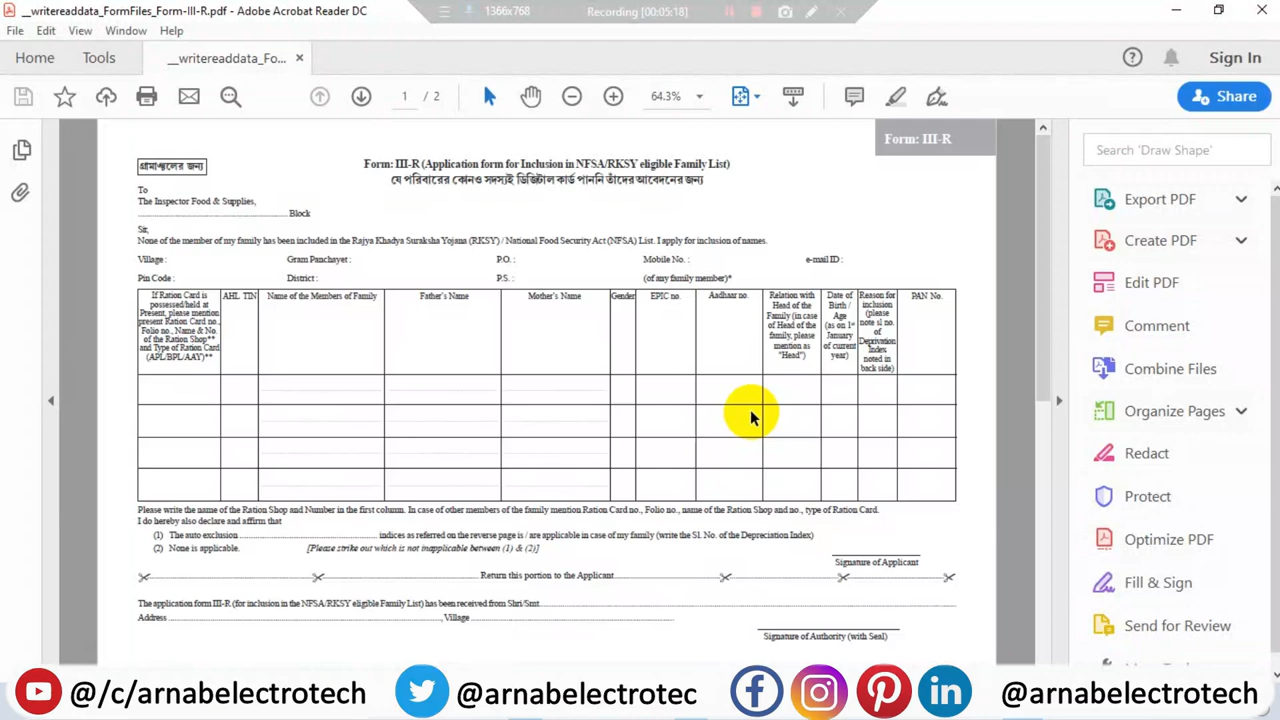 __writereaddata_FormFiles_Form-III-R.pdf - Adobe Acrobat Reader DC
1366x768
Recording [00:05:18]
File Edit View Window Help
Home Tools __writereaddata_Fo... ×
Sign In
1 / 2
64.3%
Share
Form: III-R
Search 'Draw Shape'
গ্রামাঞ্চলের জন্য
Form: III-R (Application form for Inclusion in NFSA/RKSY eligible Family List)
যে পরিবারের কোনও সদস্যই ডিজিটাল কার্ড পাননি তাঁদের আবেদনের জন্য
To
The Inspector Food & Supplies,
Block
Sir,
None of the member of my family has been included in the Rajya Khadya Suraksha Yojana (RKSY) / National Food Security Act (NFSA) List. I apply for inclusion of names.
Village : Gram Panchayet : P.O. : Mobile No. : e-mail ID :
Pin Code : District : P.S. : (of any family member)*
If Ration Card is possessed/held at Present, please mention present Ration Card no., Folio no., Name & No. of the Ration Shop** and Type of Ration Card (APL/BPL/AAY)**
AHL TIN
Name of the Members of Family
Father's Name
Mother's Name
Gender
EPIC no.
Aadhaar no.
Relation with Head of the Family (in case of Head of the family, please mention as "Head")
Date of Birth / Age (as on 1st January of current year)
Reason for inclusion (please note sl no. of Deprivation Index noted in back side)
PAN No.
Please write the name of the Ration Shop and Number in the first column. In case of other members of the family mention Ration Card no., Folio no., name of the Ration Shop and no., type of Ration Card.
I do hereby also declare and affirm that
(1) The auto exclusion ........ indices as referred on the reverse page is / are applicable in case of my family (write the Sl. No. of the Depreciation Index)
(2) None is applicable. [Please strike out which is not inapplicable between (1) & (2)]
Signature of Applicant
Return this portion to the Applicant
The application form III-R (for inclusion in the NFSA/RKSY eligible Family List) has been received from Shri/Smt.
Address ........, Village ........
Signature of Authority (with Seal)
Export PDF
Create PDF
Edit PDF
Comment
Combine Files
Organize Pages
Redact
Protect
Optimize PDF
Fill & Sign
Send for Review
@/c/arnabelectrotech @arnabelectrotec @arnabelectrotech